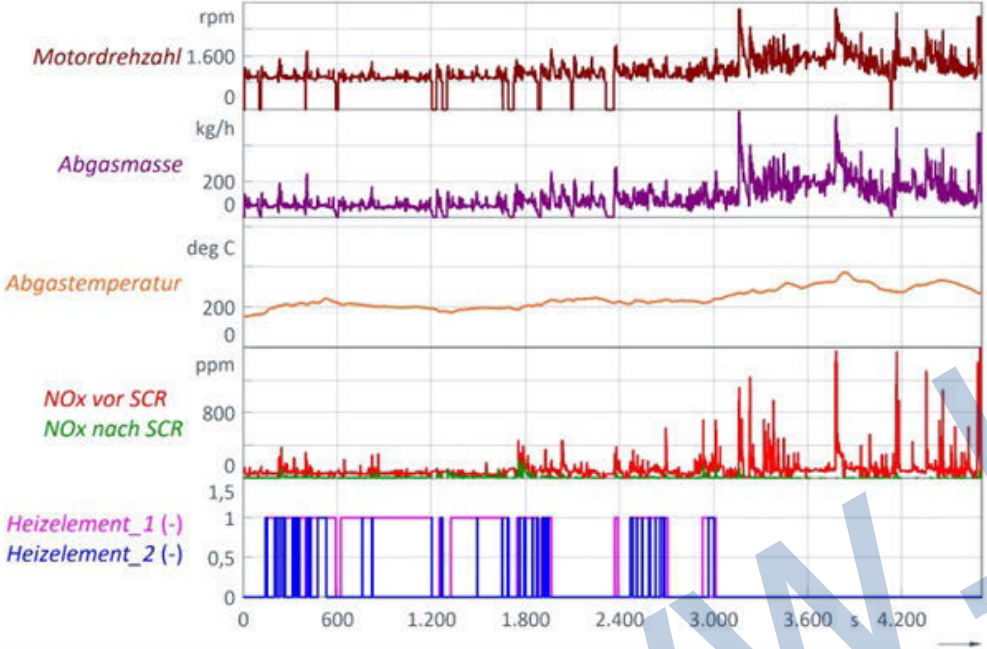 rpm
Motordrehzahl 1.600
0
kg/h
Abgasmasse
200
0
deg C
Abgastemperatur
200
0
ppm
NOx vor SCR
NOx nach SCR
800
0
1,5
Heizelement_1 (-)
1
Heizelement_2 (-)
0,5
0
0 600 1.200 1.800 2.400 3.000 3.600 s 4.200